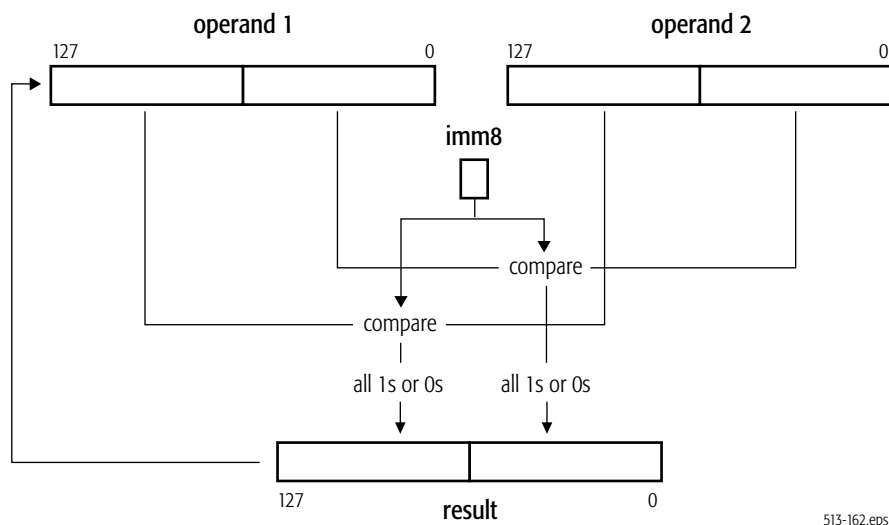 operand 1
operand 2
127 0
127 0
imm8
compare
compare
all 1s or 0s
all 1s or 0s
127 0
result
513-162.eps